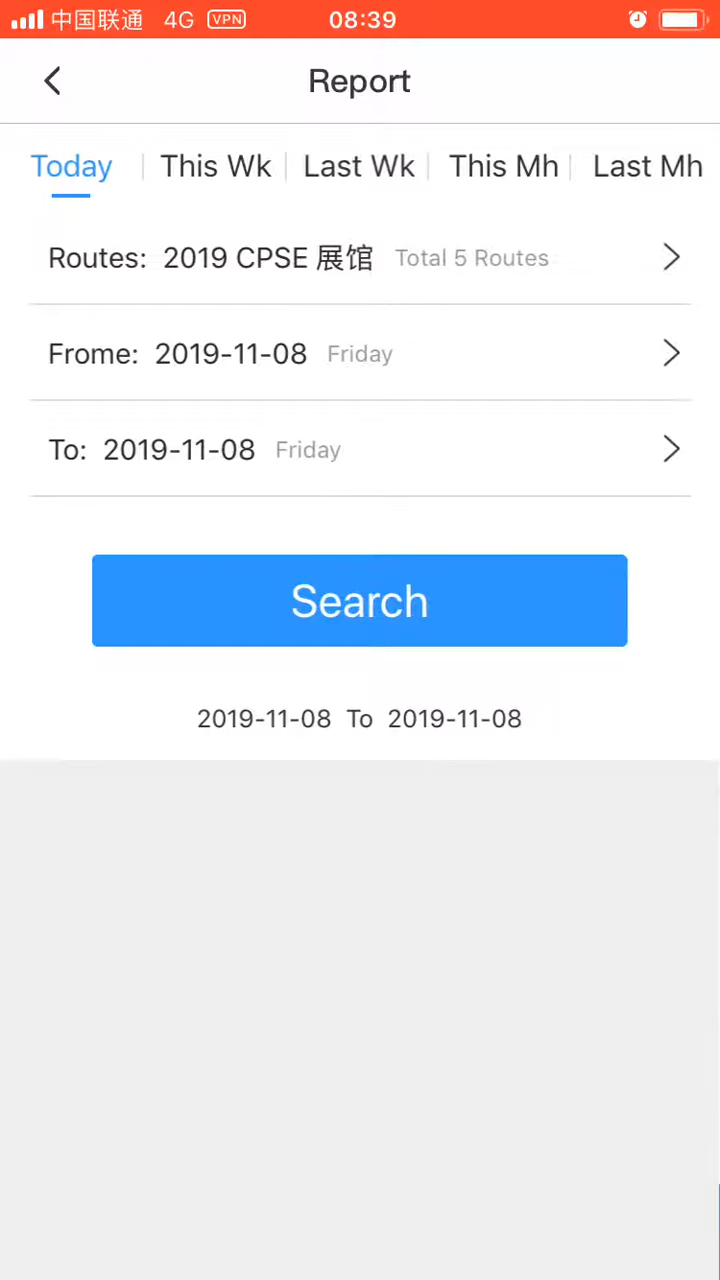 中国联通 4G VPN 08:39
Report
Today This Wk Last Wk This Mh Last Mh
Routes: 2019 CPSE 展馆 Total 5 Routes
Frome: 2019-11-08 Friday
To: 2019-11-08 Friday
Search
2019-11-08 To 2019-11-08